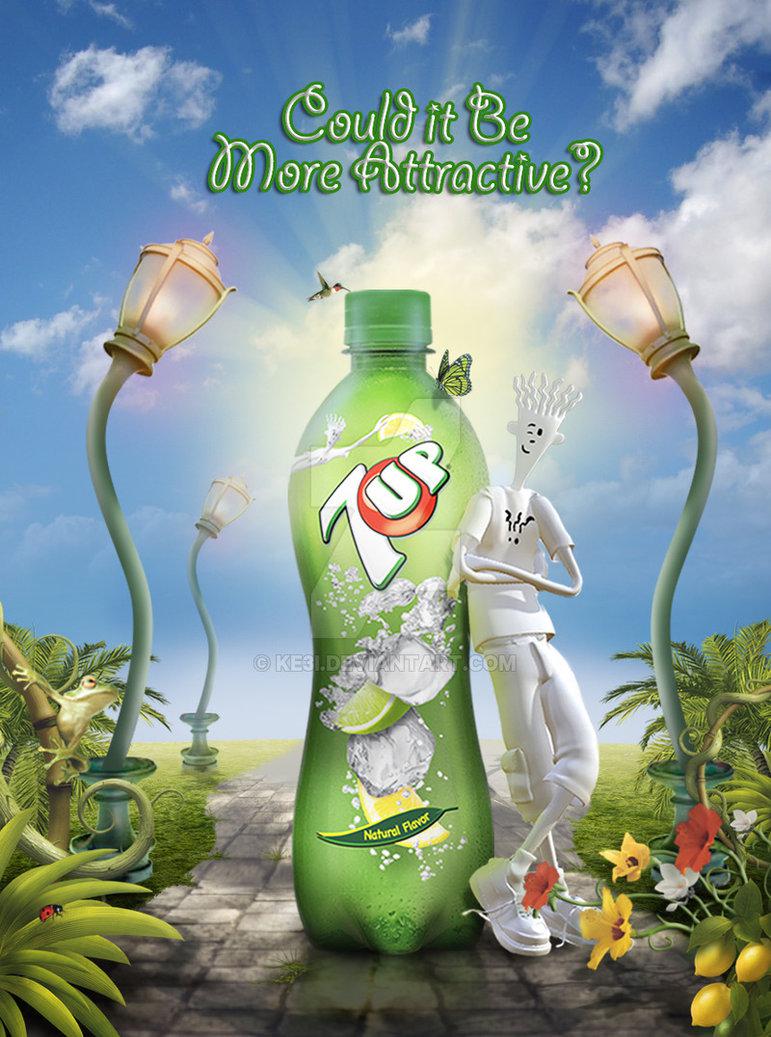 Could it Be
More Attractive?
7UP
© KE3I.DEVIANTART.COM
Natural Flavor